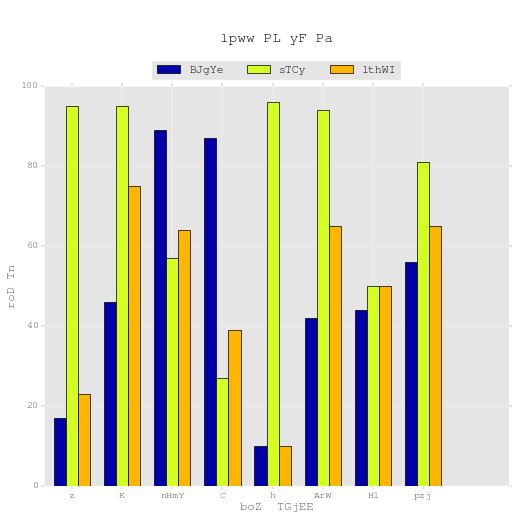 lpww PL yF Pa
BJgYe sTCy lthWI
100
80
60
40
20
0
roD Tn
z K nHmY C h ArW Hl pzj
boZ TGjEE